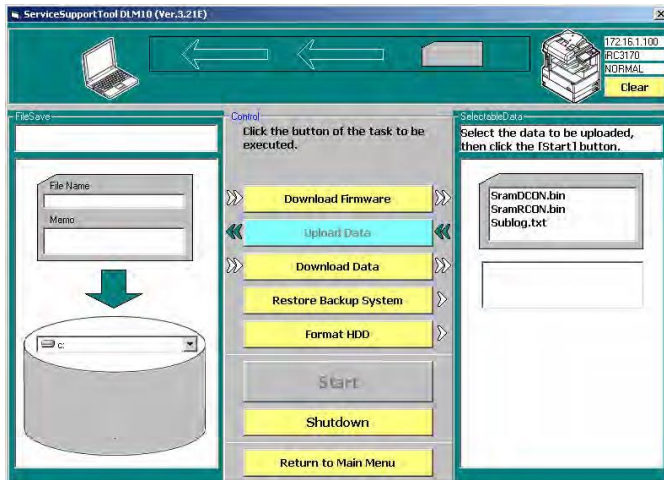 ServiceSupportTool DLM10 (Ver.3.21E)
172.16.1.100
iRC3170
NORMAL
Clear
FileSave
File Name
Memo
c:
Control
Click the button of the task to be
executed.
Download Firmware
Upload Data
Download Data
Restore Backup System
Format HDD
Start
Shutdown
Return to Main Menu
SelectableData
Select the data to be uploaded,
then click the [Start] button.
SramDCON.bin
SramRCON.bin
Sublog.txt